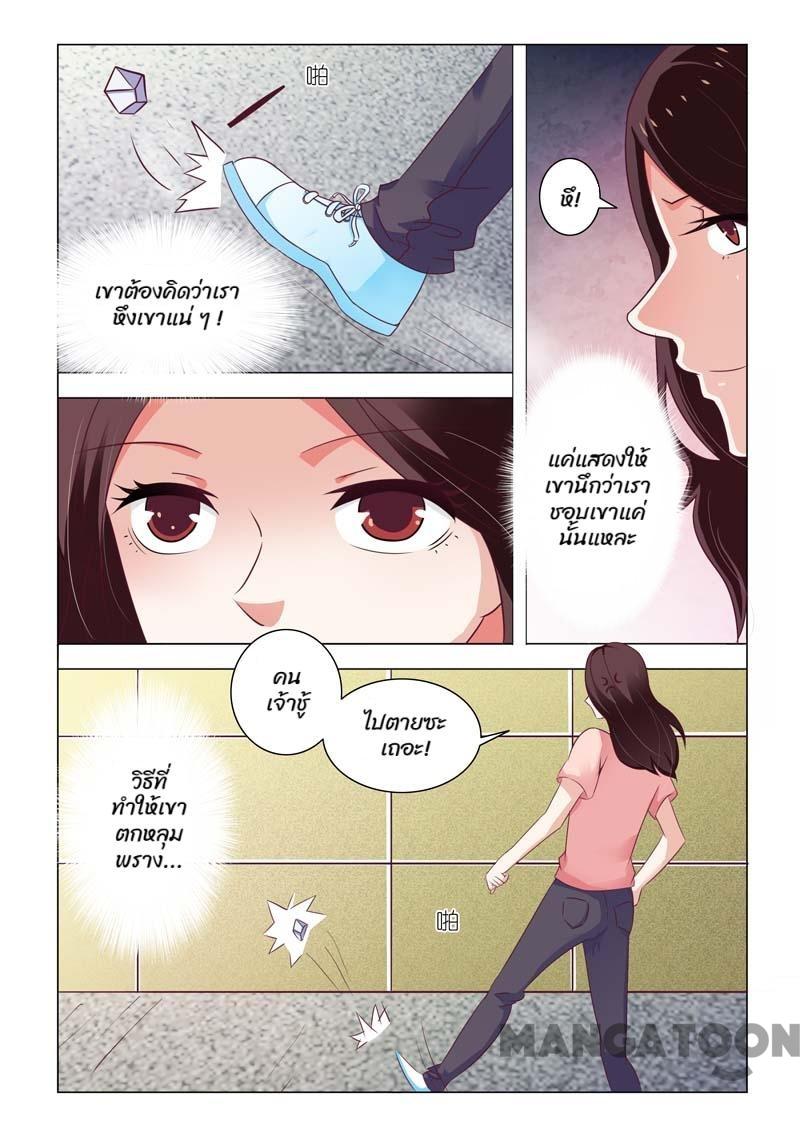 啪
เขาต้องคิดว่าเรา
หึงเขาแน่ ๆ !
หึ!
แค่แสดงให้
เขานึกว่าเรา
ชอบเขาแค่
นั้นแหละ
คน
เจ้าชู้
ไปตายซะ
เถอะ!
วิธีที่
ทำให้เขา
ตกหลุม
พราง...
啪
MANGATOON